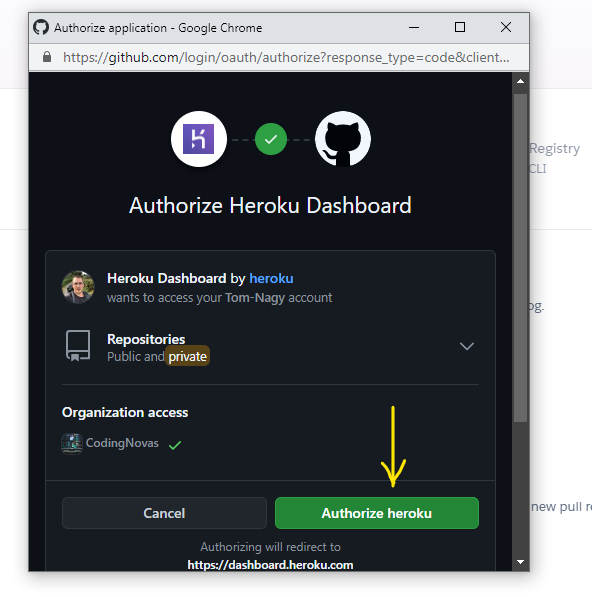 Authorize application - Google Chrome
https://github.com/login/oauth/authorize?response_type=code&client...
Authorize Heroku Dashboard
Registry
CLI
Heroku Dashboard by heroku
wants to access your Tom-Nagy account
og.
Repositories
Public and private
Organization access
CodingNovas
Cancel
Authorize heroku
new pull re
Authorizing will redirect to
https://dashboard.heroku.com